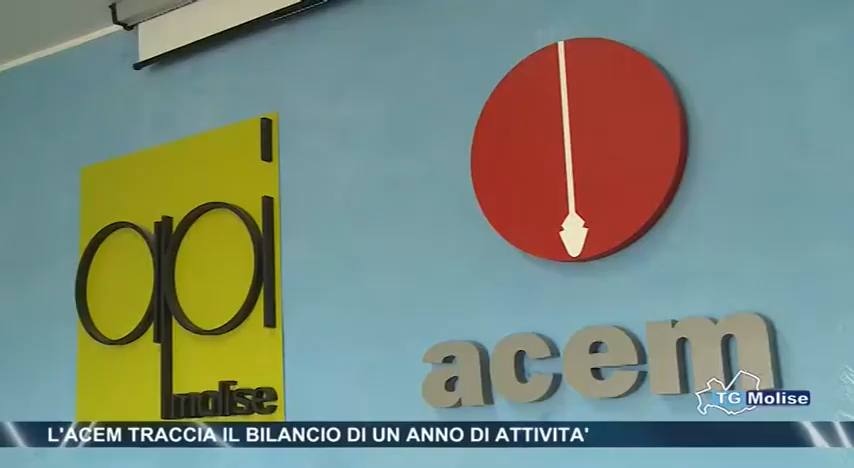 api
molise
acem
TG Molise
L'ACEM TRACCIA IL BILANCIO DI UN ANNO DI ATTIVITA'